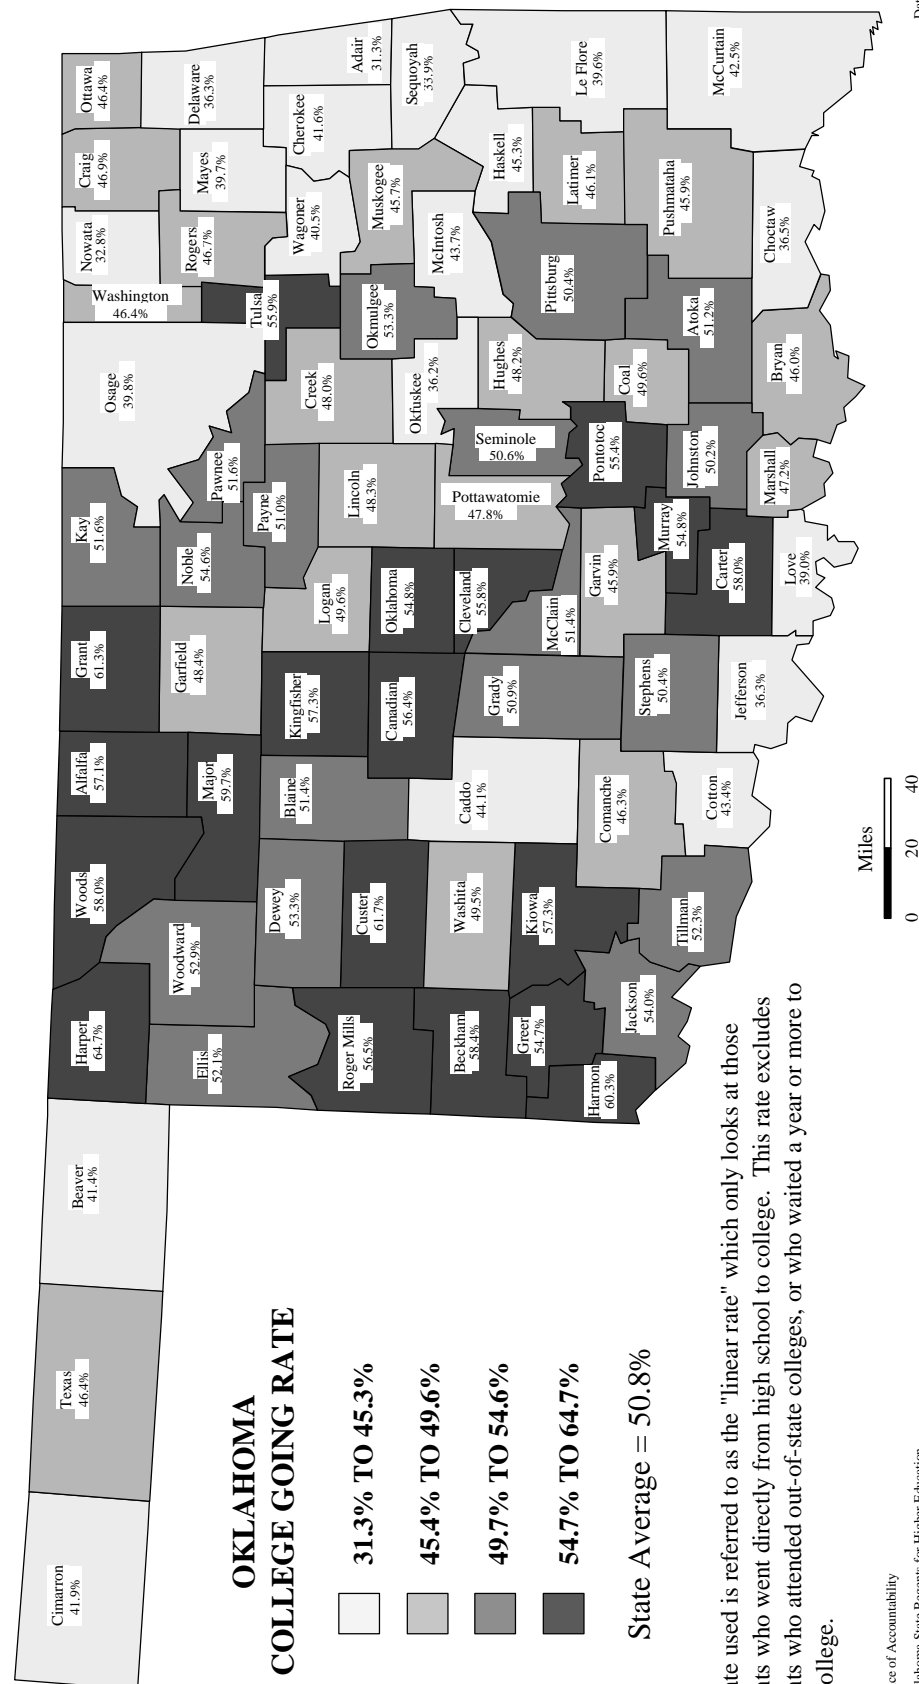 OKLAHOMA
COLLEGE GOING RATE
31.3% TO 45.3%
45.4% TO 49.6%
49.7% TO 54.6%
54.7% TO 64.7%
State Average = 50.8%
Cimarron
41.9%
Texas
46.4%
Beaver
41.4%
Harper
64.7%
Woods
58.0%
Alfalfa
57.1%
Grant
61.3%
Kay
51.6%
Osage
39.8%
Washington
46.4%
Nowata
32.8%
Craig
46.9%
Ottawa
46.4%
Ellis
52.1%
Woodward
52.9%
Major
59.7%
Garfield
48.4%
Noble
54.6%
Pawnee
51.6%
Rogers
46.7%
Mayes
39.7%
Delaware
36.3%
Dewey
53.3%
Blaine
51.4%
Kingfisher
57.3%
Logan
49.6%
Payne
51.0%
Creek
48.0%
Tulsa
55.9%
Wagoner
40.5%
Cherokee
41.6%
Adair
31.3%
Roger Mills
56.5%
Custer
61.7%
Canadian
56.4%
Oklahoma
54.8%
Lincoln
48.3%
Okfuskee
36.2%
Okmulgee
53.3%
Muskogee
45.7%
Sequoyah
33.9%
Beckham
58.4%
Washita
49.5%
Caddo
44.1%
Grady
50.9%
Cleveland
55.8%
McClain
51.4%
Pottawatomie
47.8%
Seminole
50.6%
Hughes
48.2%
McIntosh
43.7%
Haskell
45.3%
Le Flore
39.6%
Greer
54.7%
Kiowa
57.3%
Comanche
46.3%
Garvin
45.9%
Pontotoc
55.4%
Coal
49.6%
Pittsburg
50.4%
Latimer
46.1%
Harmon
60.3%
Jackson
54.0%
Tillman
52.3%
Stephens
50.4%
Murray
54.8%
Johnston
50.2%
Atoka
51.2%
Pushmataha
45.9%
McCurtain
42.5%
Cotton
43.4%
Jefferson
36.3%
Carter
58.0%
Love
39.0%
Marshall
47.2%
Bryan
46.0%
Choctaw
36.5%
Miles
0 20 40
te used is referred to as the "linear rate" which only looks at those
ts who went directly from high school to college. This rate excludes
ts who attended out-of-state colleges, or who waited a year or more to
ollege.
ce of Accountability